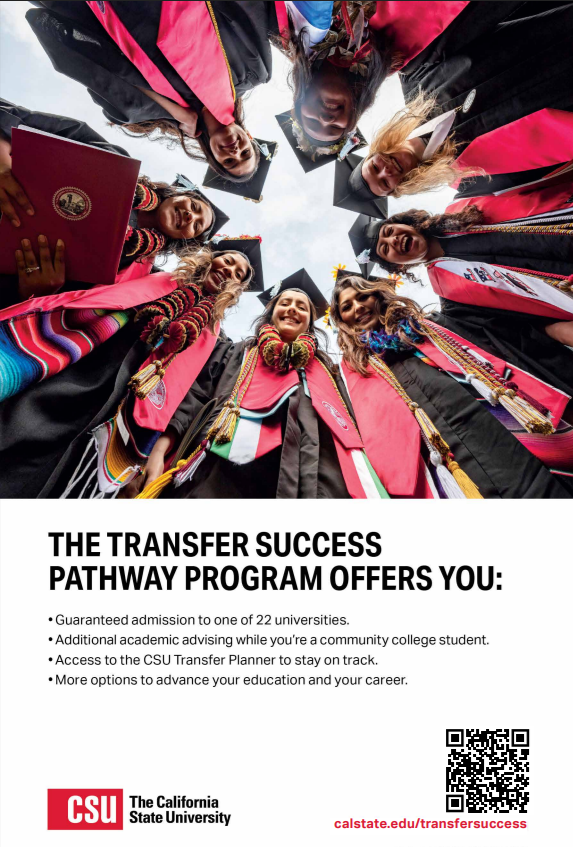 THE TRANSFER SUCCESS
PATHWAY PROGRAM OFFERS YOU:
• Guaranteed admission to one of 22 universities.
• Additional academic advising while you’re a community college student.
• Access to the CSU Transfer Planner to stay on track.
• More options to advance your education and your career.
CSU
The California
State University
calstate.edu/transfersuccess